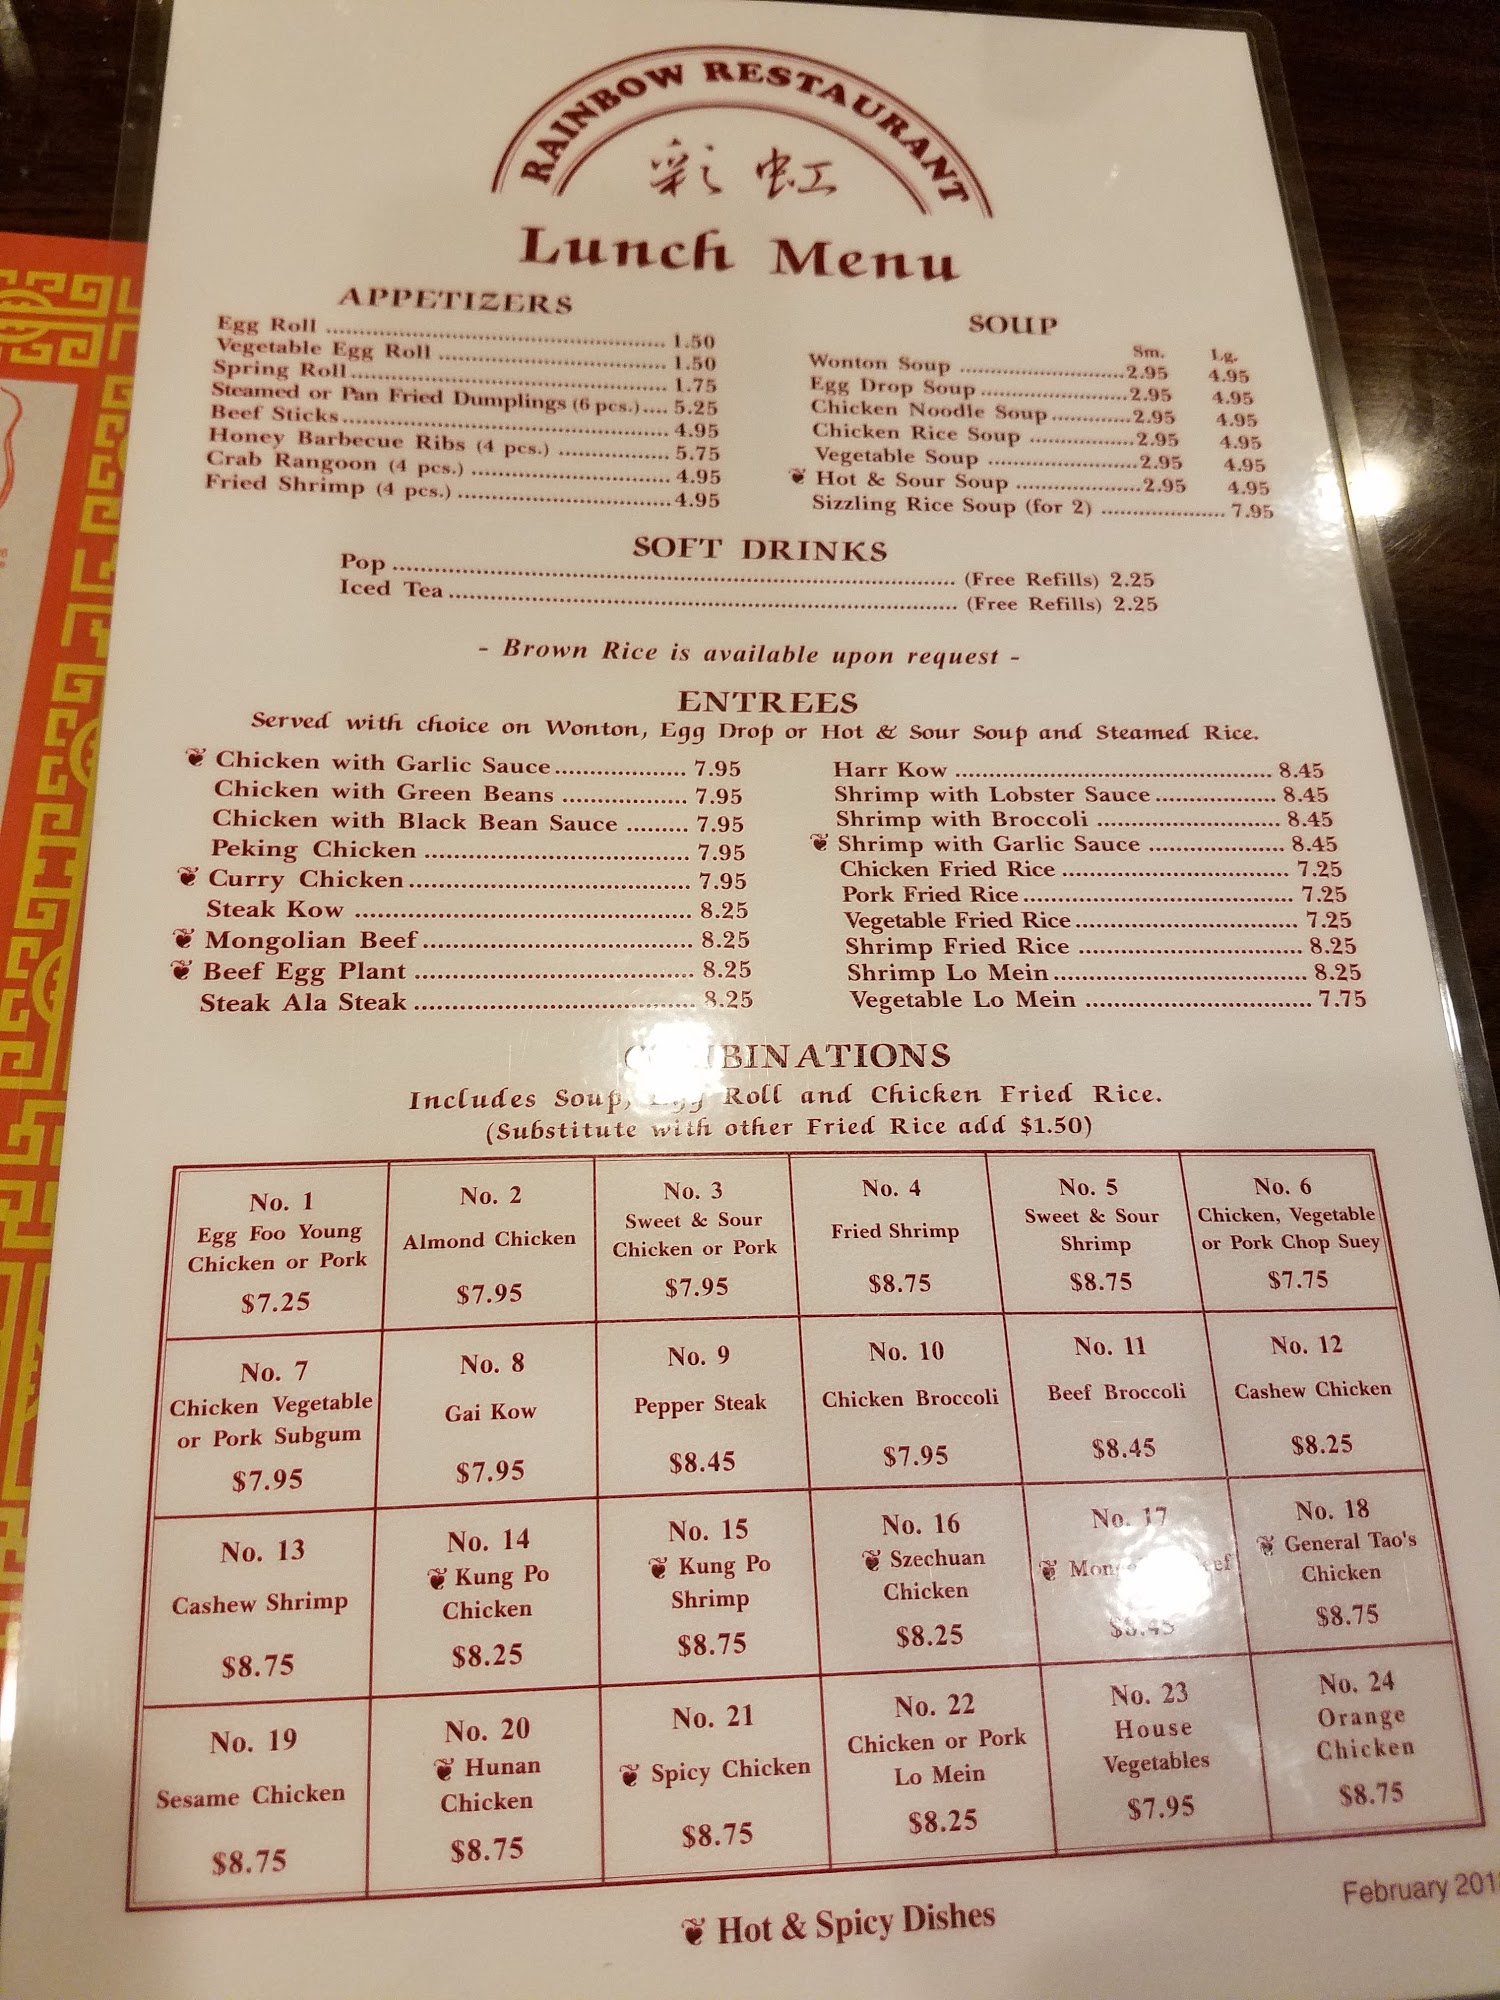 RAINBOW RESTAURANT
彩虹
Lunch Menu
APPETIZERS
Egg Roll ........ 1.50
Vegetable Egg Roll ........ 1.50
Spring Roll ........ 1.75
Steamed or Pan Fried Dumplings (6 pcs.) .... 5.25
Beef Sticks ........ 4.95
Honey Barbecue Ribs (4 pcs.) ........ 5.75
Crab Rangoon (4 pcs.) ........ 4.95
Fried Shrimp (4 pcs.) ........ 4.95
SOUP
Sm. Lg.
Wonton Soup ........ 2.95 4.95
Egg Drop Soup ........ 2.95 4.95
Chicken Noodle Soup ........ 2.95 4.95
Chicken Rice Soup ........ 2.95 4.95
Vegetable Soup ........ 2.95 4.95
Hot & Sour Soup ........ 2.95 4.95
Sizzling Rice Soup (for 2) ........ 7.95
SOFT DRINKS
Pop ........ (Free Refills) 2.25
Iced Tea ........ (Free Refills) 2.25
- Brown Rice is available upon request -
ENTREES
Served with choice on Wonton, Egg Drop or Hot & Sour Soup and Steamed Rice.
Chicken with Garlic Sauce ........ 7.95
Chicken with Green Beans ........ 7.95
Chicken with Black Bean Sauce ........ 7.95
Peking Chicken ........ 7.95
Curry Chicken ........ 7.95
Steak Kow ........ 8.25
Mongolian Beef ........ 8.25
Beef Egg Plant ........ 8.25
Steak Ala Steak ........ 8.25
Harr Kow ........ 8.45
Shrimp with Lobster Sauce ........ 8.45
Shrimp with Broccoli ........ 8.45
Shrimp with Garlic Sauce ........ 8.45
Chicken Fried Rice ........ 7.25
Pork Fried Rice ........ 7.25
Vegetable Fried Rice ........ 7.25
Shrimp Fried Rice ........ 8.25
Shrimp Lo Mein ........ 8.25
Vegetable Lo Mein ........ 7.75
COMBINATIONS
Includes Soup, Egg Roll and Chicken Fried Rice.
(Substitute with other Fried Rice add $1.50)
No. 1
Egg Foo Young
Chicken or Pork
$7.25
No. 2
Almond Chicken
$7.95
No. 3
Sweet & Sour
Chicken or Pork
$7.95
No. 4
Fried Shrimp
$8.75
No. 5
Sweet & Sour
Shrimp
$8.75
No. 6
Chicken, Vegetable
or Pork Chop Suey
$7.75
No. 7
Chicken Vegetable
or Pork Subgum
$7.95
No. 8
Gai Kow
$7.95
No. 9
Pepper Steak
$8.45
No. 10
Chicken Broccoli
$7.95
No. 11
Beef Broccoli
$8.45
No. 12
Cashew Chicken
$8.25
No. 13
Cashew Shrimp
$8.75
No. 14
Kung Po
Chicken
$8.25
No. 15
Kung Po
Shrimp
$8.75
No. 16
Szechuan
Chicken
$8.25
No. 17
$8.45
No. 18
General Tao's
Chicken
$8.75
No. 19
Sesame Chicken
$8.75
No. 20
Hunan
Chicken
$8.75
No. 21
Spicy Chicken
$8.75
No. 22
Chicken or Pork
Lo Mein
$8.25
No. 23
House
Vegetables
$7.95
No. 24
Orange
Chicken
$8.75
Hot & Spicy Dishes
February